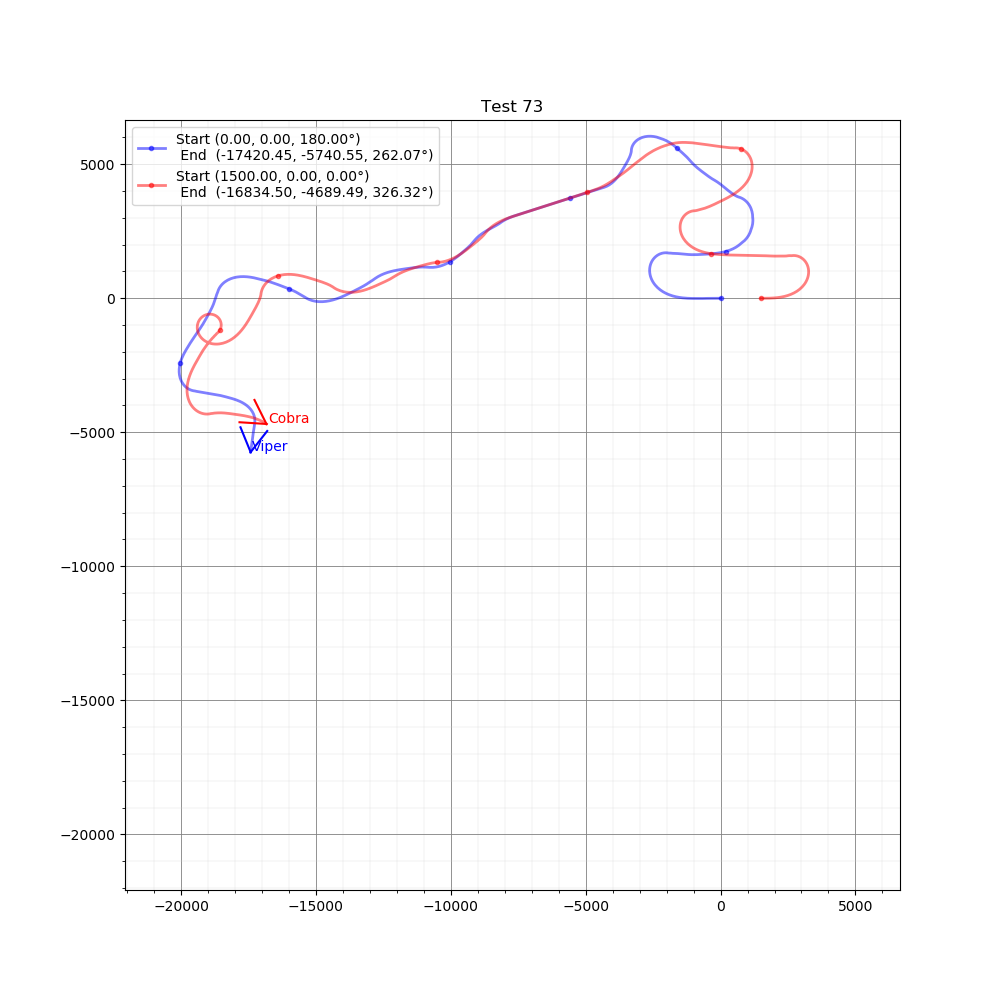 Test 73
Start (0.00, 0.00, 180.00°)
End  (-17420.45, -5740.55, 262.07°)
Start (1500.00, 0.00, 0.00°)
End  (-16834.50, -4689.49, 326.32°)
5000
0
−5000
−10000
−15000
−20000
Cobra
Viper
−20000 −15000 −10000 −5000 0 5000